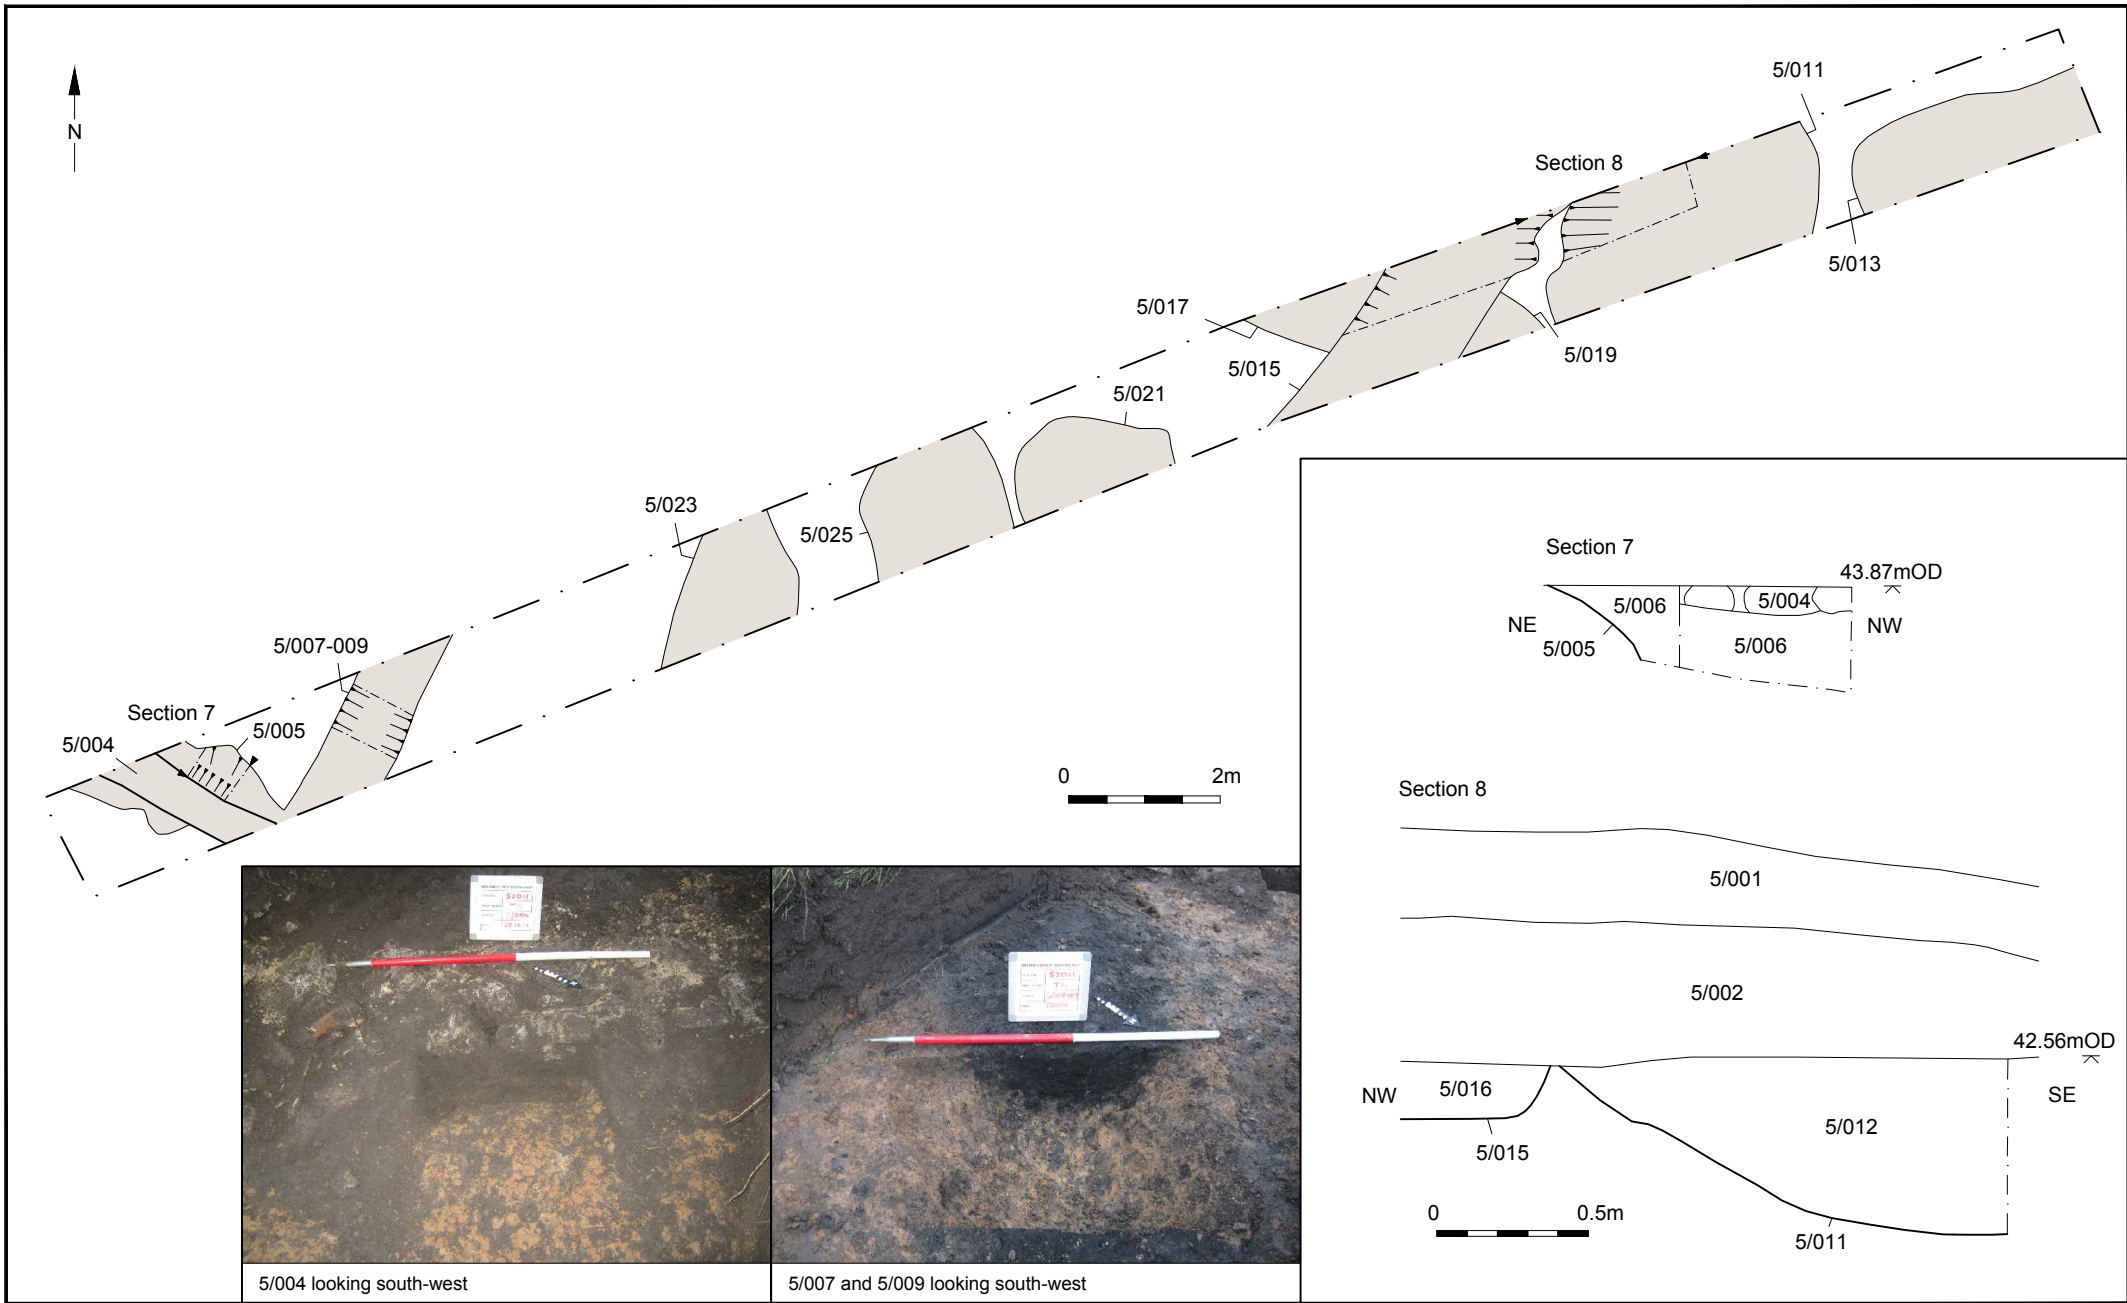 N
5/011
Section 8
5/013
5/017
5/015
5/019
5/021
5/023
5/025
5/007-009
Section 7
5/005
5/004
0 2m
Section 7
43.87mOD
5/006
5/004
NE
5/005
5/006
NW
Section 8
5/001
5/002
42.56mOD
NW
5/016
5/015
5/012
SE
5/011
0 0.5m
SJD11
SJD11
5/004 looking south-west
5/007 and 5/009 looking south-west